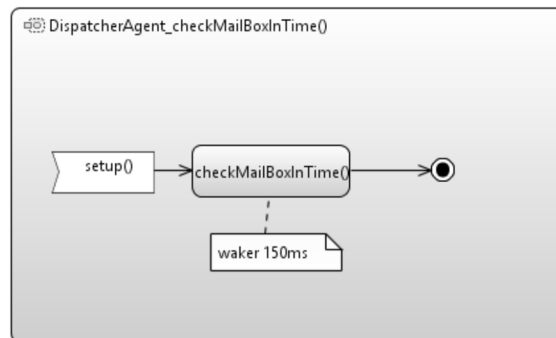 DispatcherAgent_checkMailBoxInTime()
setup()
checkMailBoxInTime()
waker 150ms